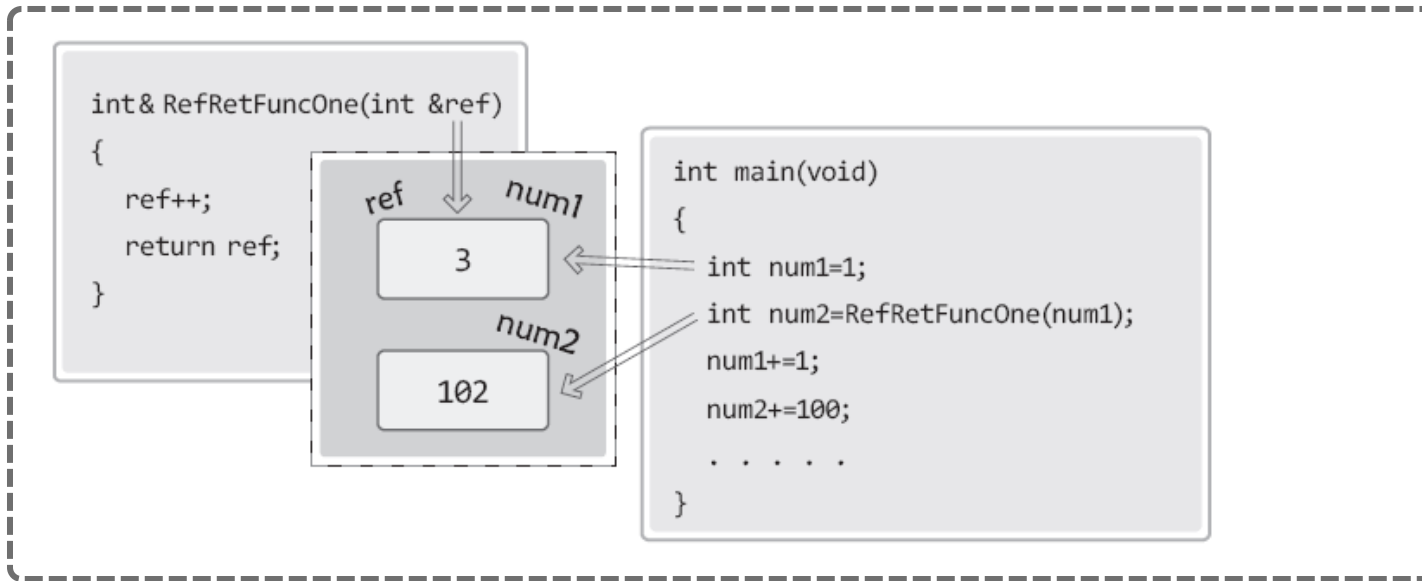 int& RefRetFuncOne(int &ref)
{
ref++;
return ref;
}
ref
num1
3
num2
102
int main(void)
{
int num1=1;
int num2=RefRetFuncOne(num1);
num1+=1;
num2+=100;
. . . . .
}